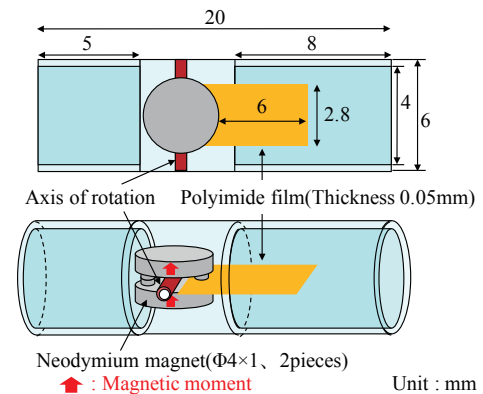 20
5
8
6
2.8
4
6
Axis of rotation
Polyimide film(Thickness 0.05mm)
Neodymium magnet(Φ4×1、2pieces)
: Magnetic moment
Unit : mm